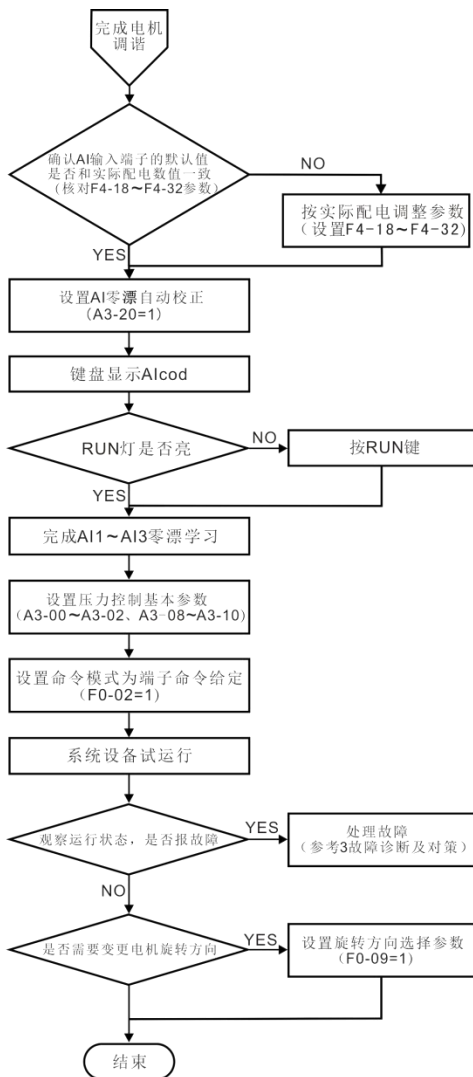 完成电机
调谐
确认AI输入端子的默认值
是否和实际配电数值一致
（核对F4-18～F4-32参数）
NO
按实际配电调整参数
（设置F4-18～F4-32）
YES
设置AI零漂自动校正
（A3-20=1）
键盘显示AIcod
RUN灯是否亮
NO
按RUN键
YES
完成AI1～AI3零漂学习
设置压力控制基本参数
（A3-00～A3-02、A3-08～A3-10）
设置命令模式为端子命令给定
（F0-02=1）
系统设备试运行
观察运行状态，是否报故障
YES
处理故障
（参考3故障诊断及对策）
NO
是否需要变更电机旋转方向
YES
设置旋转方向选择参数
（F0-09=1）
结束